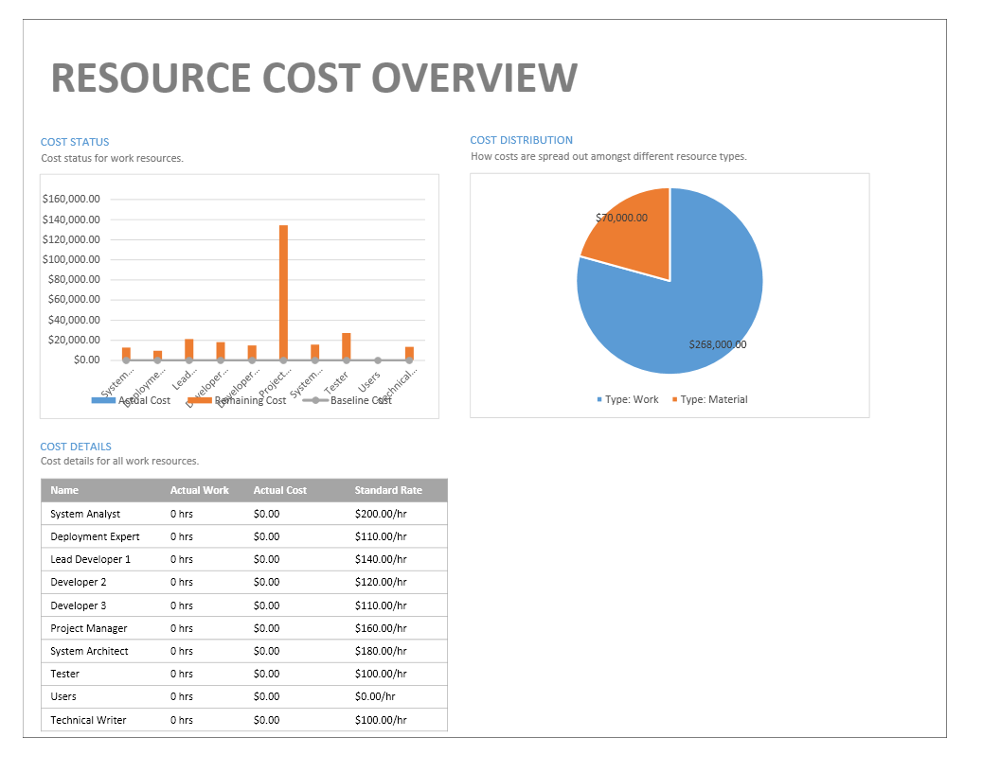 RESOURCE COST OVERVIEW
COST STATUS
Cost status for work resources.
$160,000.00
$140,000.00
$120,000.00
$100,000.00
$80,000.00
$60,000.00
$40,000.00
$20,000.00
$0.00
System...
Deployme...
Lead...
Developer...
Developer...
Project...
System...
Tester
Users
Technical...
Actual Cost Remaining Cost Baseline Cost
COST DISTRIBUTION
How costs are spread out amongst different resource types.
$70,000.00
$268,000.00
Type: Work Type: Material
COST DETAILS
Cost details for all work resources.
Name Actual Work Actual Cost Standard Rate
System Analyst 0 hrs $0.00 $200.00/hr
Deployment Expert 0 hrs $0.00 $110.00/hr
Lead Developer 1 0 hrs $0.00 $140.00/hr
Developer 2 0 hrs $0.00 $120.00/hr
Developer 3 0 hrs $0.00 $110.00/hr
Project Manager 0 hrs $0.00 $160.00/hr
System Architect 0 hrs $0.00 $180.00/hr
Tester 0 hrs $0.00 $100.00/hr
Users 0 hrs $0.00 $0.00/hr
Technical Writer 0 hrs $0.00 $100.00/hr